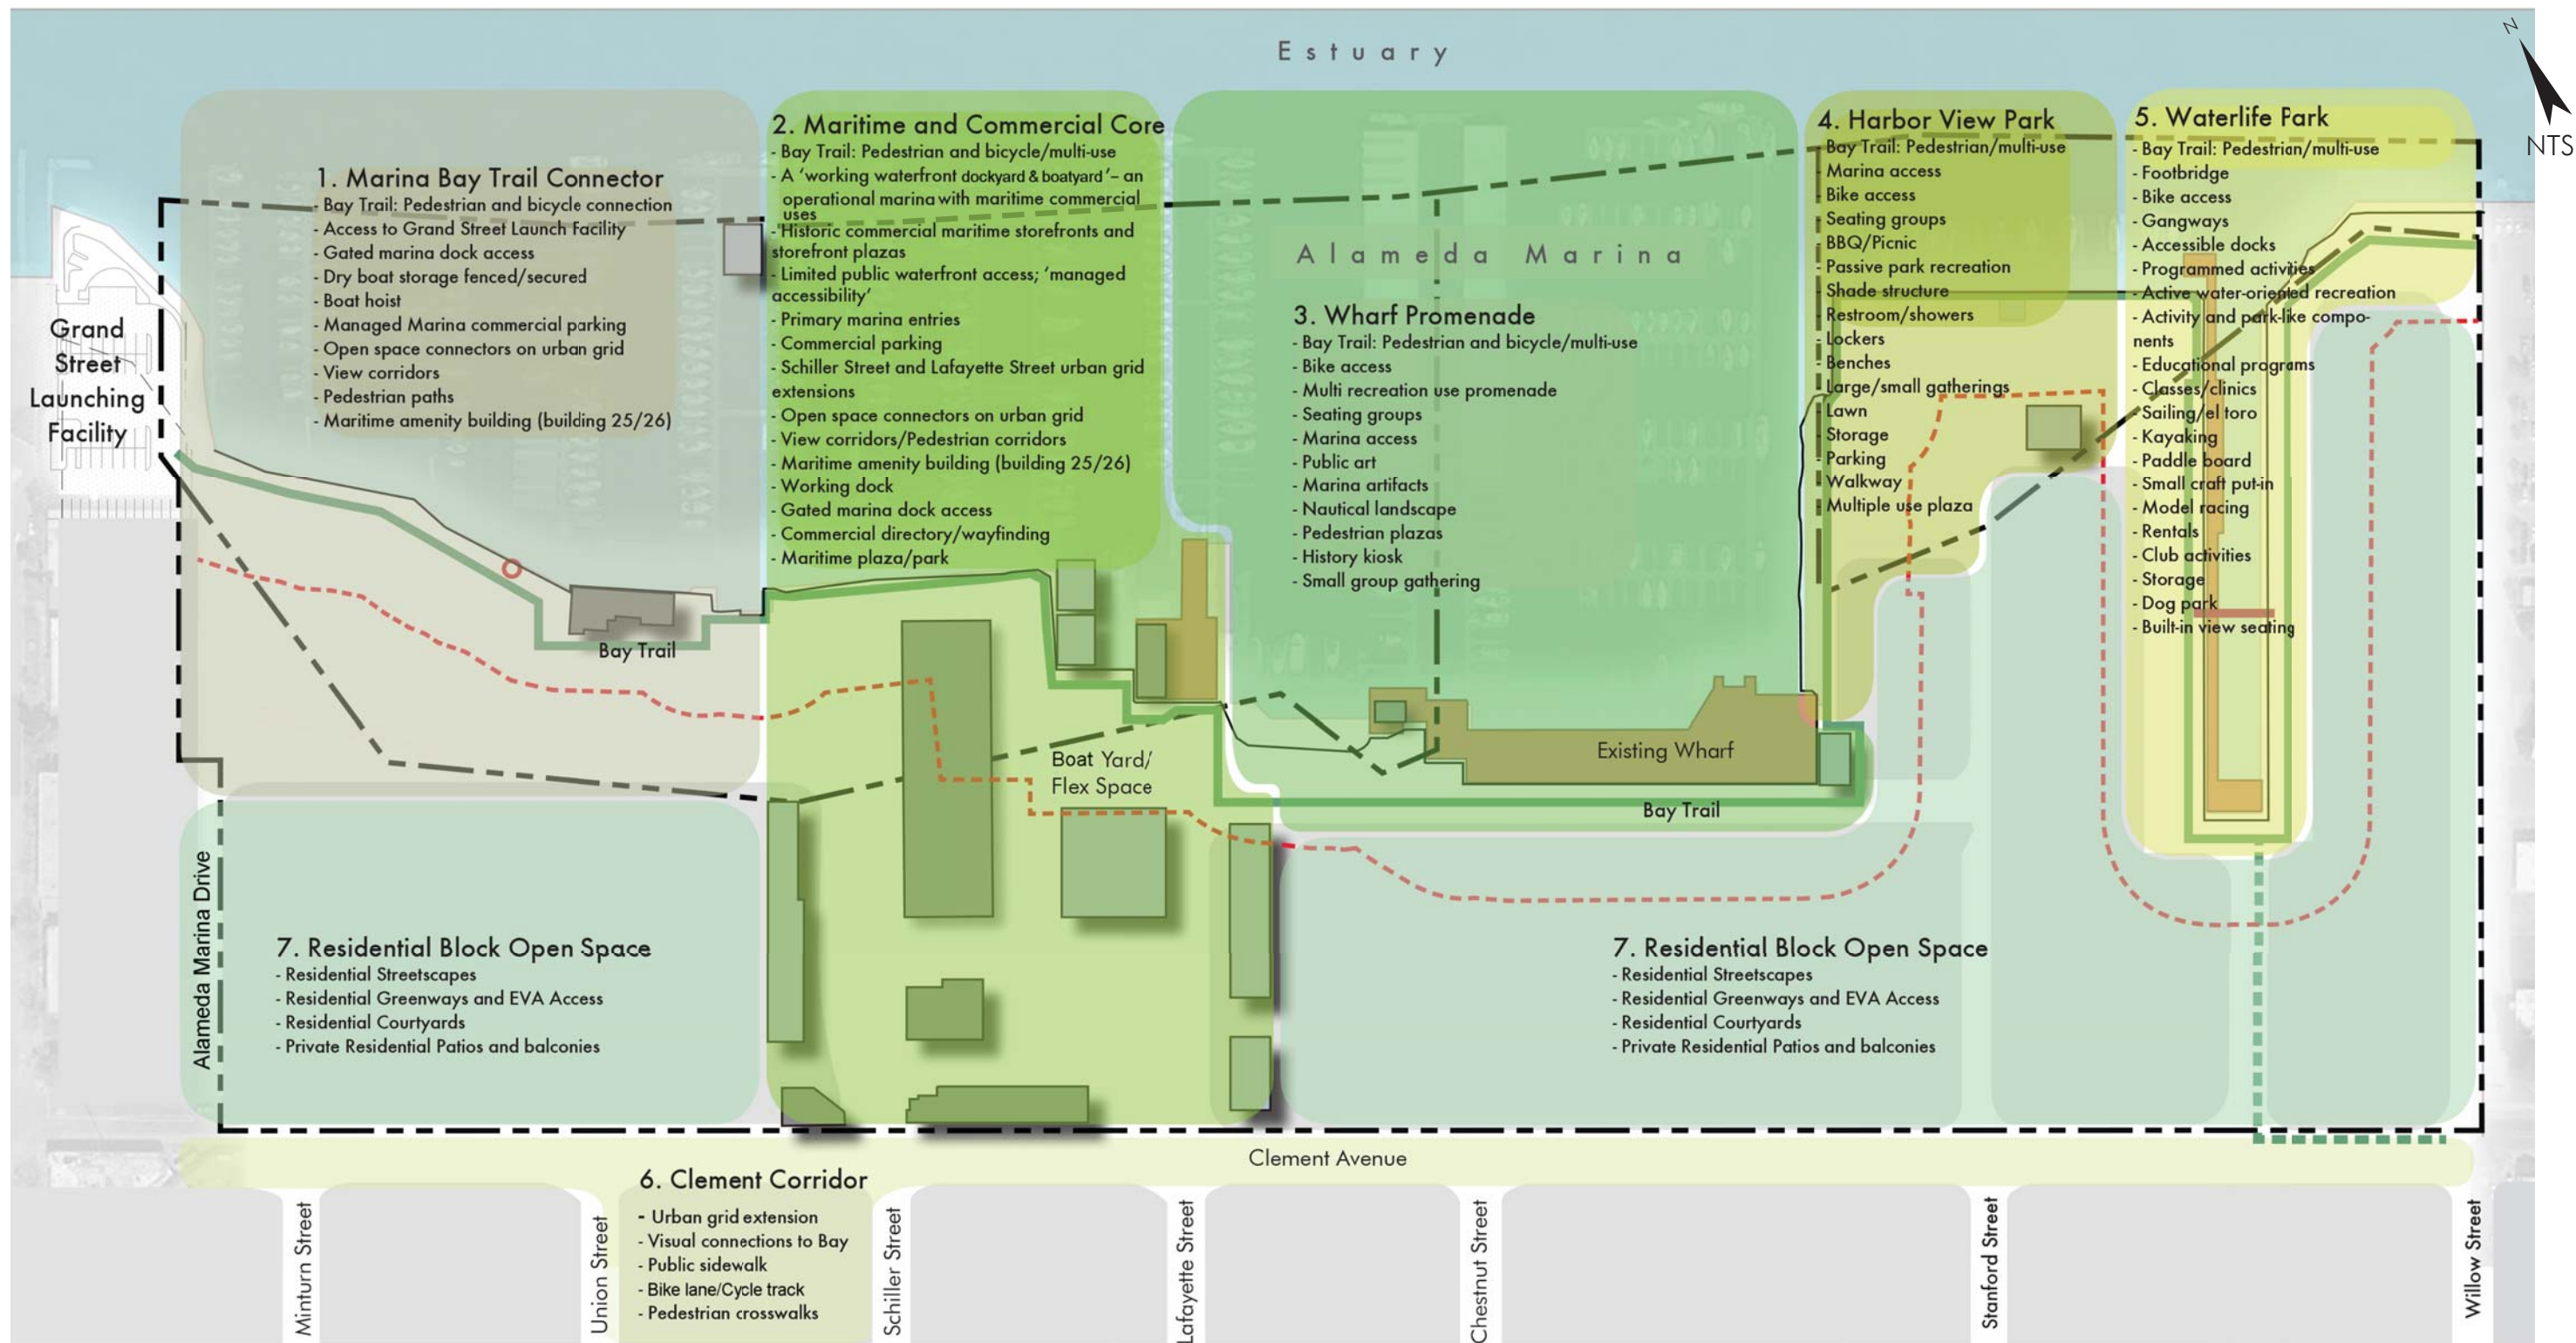 Estuary
N
NTS
1. Marina Bay Trail Connector
- Bay Trail: Pedestrian and bicycle connection
- Access to Grand Street Launch Facility
- Gated marina dock access
- Dry boat storage fenced/secured
- Boat hoist
- Managed Marina commercial parking
- Open space connectors on urban grid
- View corridors
- Pedestrian paths
- Maritime amenity building (building 25/26)
2. Maritime and Commercial Core
- Bay Trail: Pedestrian and bicycle/multi-use
- A ‘working waterfront dockyard & boatyard’– an
operational marina with maritime commercial
uses
- Historic commercial maritime storefronts and
storefront plazas
- Limited public waterfront access; ‘managed
accessibility’
- Primary marina entries
- Commercial parking
- Schiller Street and Lafayette Street urban grid
extensions
- Open space connectors on urban grid
- View corridors/Pedestrian corridors
- Maritime amenity building (building 25/26)
- Working dock
- Gated marina dock access
- Commercial directory/wayfinding
- Maritime plaza/park
Alameda Marina
3. Wharf Promenade
- Bay Trail: Pedestrian and bicycle/multi-use
- Bike access
- Multi recreation use promenade
- Seating groups
- Marina access
- Public art
- Marina artifacts
- Nautical landscape
- Pedestrian plazas
- History kiosk
- Small group gathering
4. Harbor View Park
- Bay Trail: Pedestrian/multi-use
- Marina access
- Bike access
- Seating groups
- BBQ/Picnic
- Passive park recreation
- Shade structure
- Restroom/showers
- Lockers
- Benches
- Large/small gatherings
- Lawn
- Storage
- Parking
- Walkway
- Multiple use plaza
5. Waterlife Park
- Bay Trail: Pedestrian/multi-use
- Footbridge
- Bike access
- Gangways
- Accessible docks
- Programmed activities
- Active water-oriented recreation
- Activity and park-like compo-
nents
- Educational programs
- Classes/clinics
- Sailing/el toro
- Kayaking
- Paddle board
- Small craft put-in
- Model racing
- Rentals
- Club activities
- Storage
- Dog park
- Built-in view seating
Grand
Street
Launching
Facility
Bay Trail
Boat Yard/
Flex Space
Existing Wharf
Bay Trail
Alameda Marina Drive
7. Residential Block Open Space
- Residential Streetscapes
- Residential Greenways and EVA Access
- Residential Courtyards
- Private Residential Patios and balconies
7. Residential Block Open Space
- Residential Streetscapes
- Residential Greenways and EVA Access
- Residential Courtyards
- Private Residential Patios and balconies
Clement Avenue
6. Clement Corridor
- Urban grid extension
- Visual connections to Bay
- Public sidewalk
- Bike lane/Cycle track
- Pedestrian crosswalks
Minturn Street
Union Street
Schiller Street
Lafayette Street
Chestnut Street
Stanford Street
Willow Street